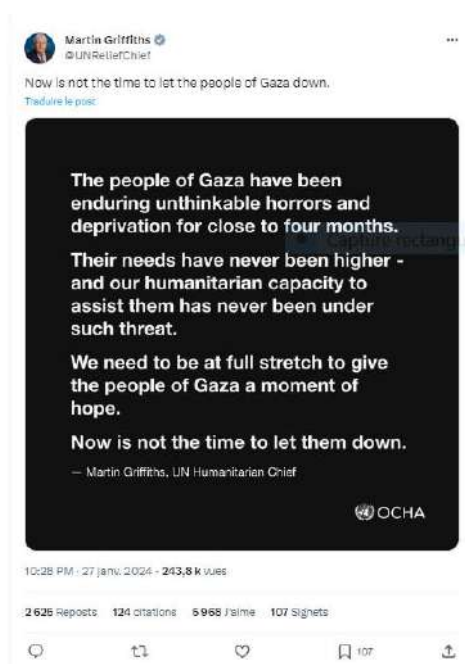 Martin Griffiths
@UNReliefChief
Now is not the time to let the people of Gaza down.
Traduire le post
The people of Gaza have been
enduring unthinkable horrors and
deprivation for close to four months.
Capture rectangu
Their needs have never been higher -
and our humanitarian capacity to
assist them has never been under
such threat.
We need to be at full stretch to give
the people of Gaza a moment of
hope.
Now is not the time to let them down.
— Martin Griffiths, UN Humanitarian Chief
OCHA
10:28 PM · 27 janv. 2024 - 243,8 k vues
2 626 Reposts 124 citations 5 968 J'aime 107 Signets
107